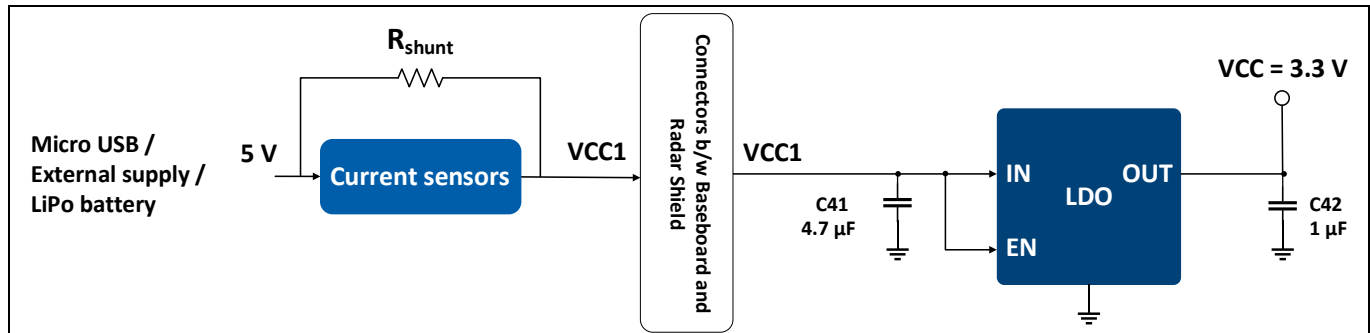 Rshunt
Micro USB /
External supply /
LiPo battery
5 V
Current sensors
VCC1
Connectors b/w Baseboard and
Radar Shield
VCC1
C41
4.7 µF
IN
EN
LDO
OUT
VCC = 3.3 V
C42
1 µF